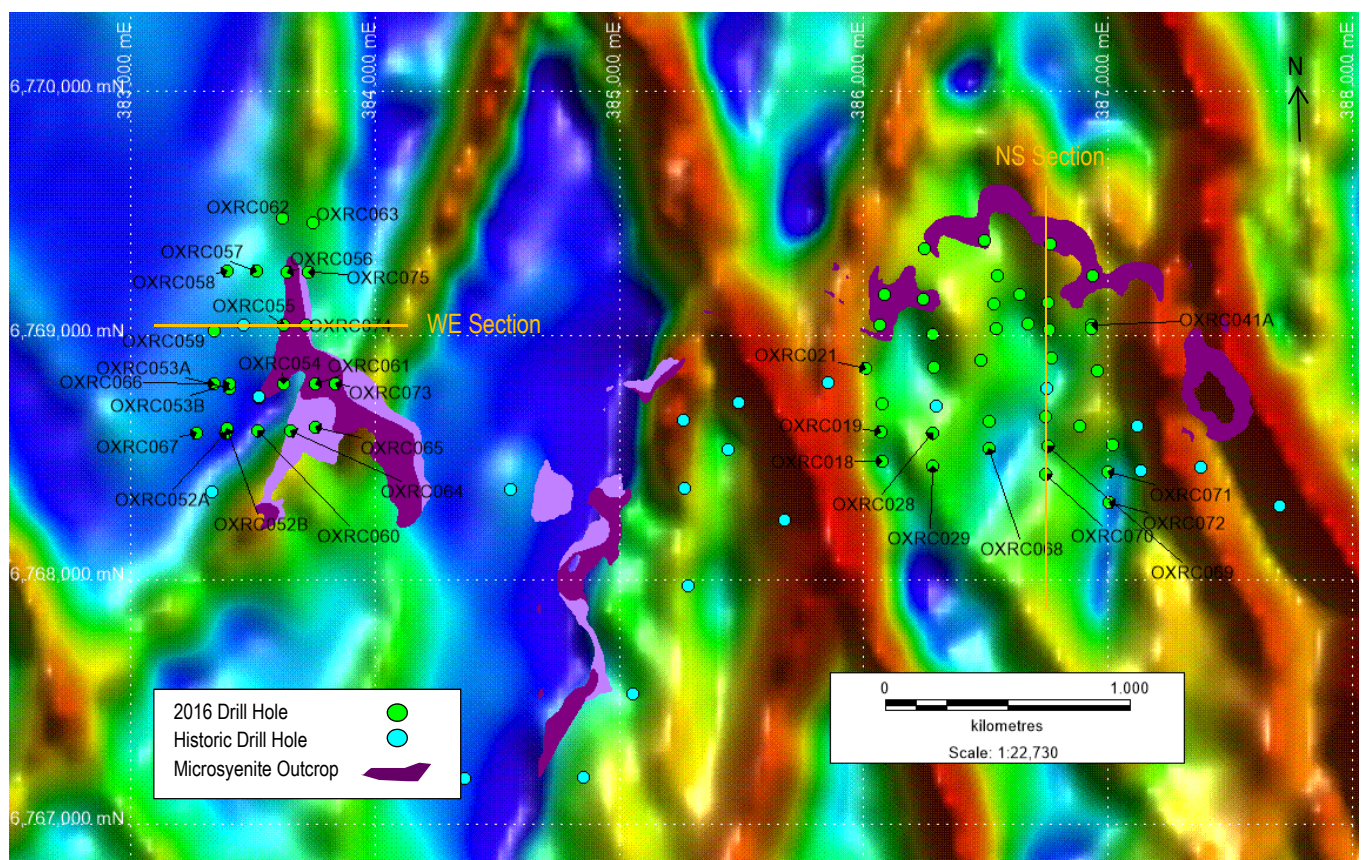 383,000 mE
384,000 mE
385,000 mE
386,000 mE
387,000 mE
388,000 mE
6,770,000 mN
N
NS Section
OXRC062
OXRC063
OXRC057
OXRC056
OXRC058
OXRC075
OXRC055
OXRC074
WE Section
6,769,000 mN
OXRC059
OXRC041A
OXRC053A
OXRC054
OXRC061
OXRC021
OXRC066
OXRC073
OXRC053B
OXRC019
OXRC067
OXRC065
OXRC018
OXRC064
OXRC071
OXRC052A
OXRC028
OXRC072
OXRC052B
OXRC060
OXRC029
OXRC068
OXRC070
OXRC069
6,768,000 mN
2016 Drill Hole
Historic Drill Hole
Microsyenite Outcrop
0
1.000
kilometres
Scale: 1:22,730
6,767,000 mN